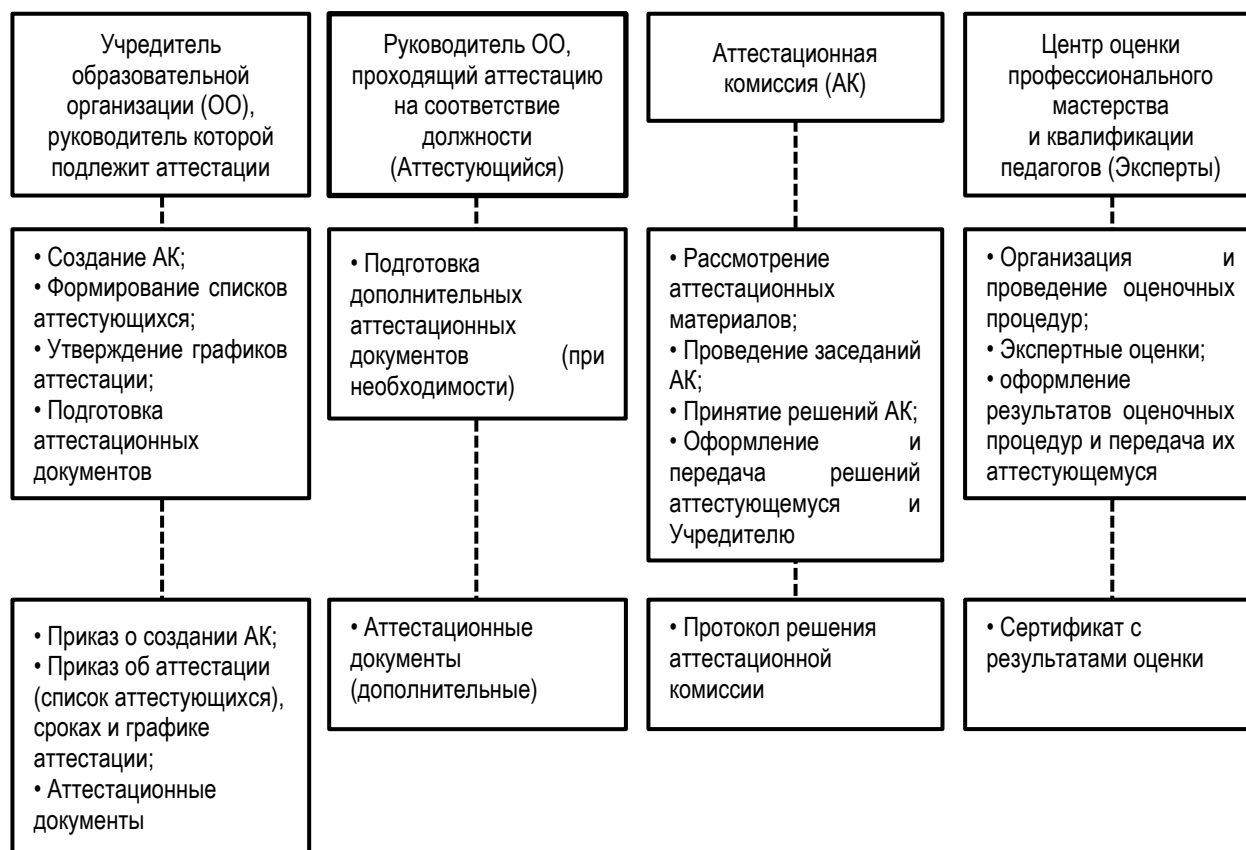 Учредитель
образовательной
организации (ОО),
руководитель которой
подлежит аттестации
Руководитель ОО,
проходящий аттестацию
на соответствие
должности
(Аттестующийся)
Аттестационная
комиссия (АК)
Центр оценки
профессионального
мастерства
и квалификации
педагогов (Эксперты)
• Создание АК;
• Формирование списков
аттестующихся;
• Утверждение графиков
аттестации;
• Подготовка
аттестационных
документов
• Подготовка
дополнительных
аттестационных
документов (при
необходимости)
• Рассмотрение
аттестационных
материалов;
• Проведение заседаний
АК;
• Принятие решений АК;
• Оформление и
передача решений
аттестующемуся и
Учредителю
• Организация и
проведение оценочных
процедур;
• Экспертные оценки;
• оформление
результатов оценочных
процедур и передача их
аттестующемуся
• Приказ о создании АК;
• Приказ об аттестации
(список аттестующихся),
сроках и графике
аттестации;
• Аттестационные
документы
• Аттестационные
документы
(дополнительные)
• Протокол решения
аттестационной
комиссии
• Сертификат с
результатами оценки